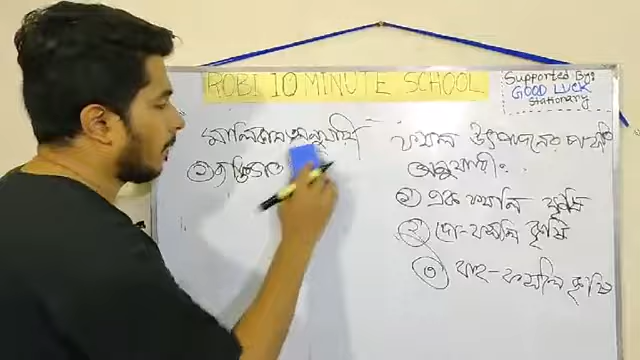 ROBI 10 MINUTE SCHOOL
Supported By:
GOOD LUCK
Stationary
মালিকানা অনুযায়ী
১
ফসল উৎপাদনের
অনুযায়ী:
১ এক ফসলি কৃষি
২ দো-ফসলি কৃষি
৩ বহু-ফসলি কৃষি